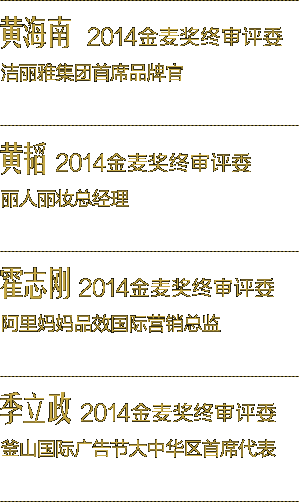 黄海南 2014金麦奖终审评委
洁丽雅集团首席品牌官
黄韬 2014金麦奖终审评委
丽人丽妆总经理
霍志刚 2014金麦奖终审评委
阿里妈妈品效国际营销总监
季立政 2014金麦奖终审评委
釜山国际广告节大中华区首席代表